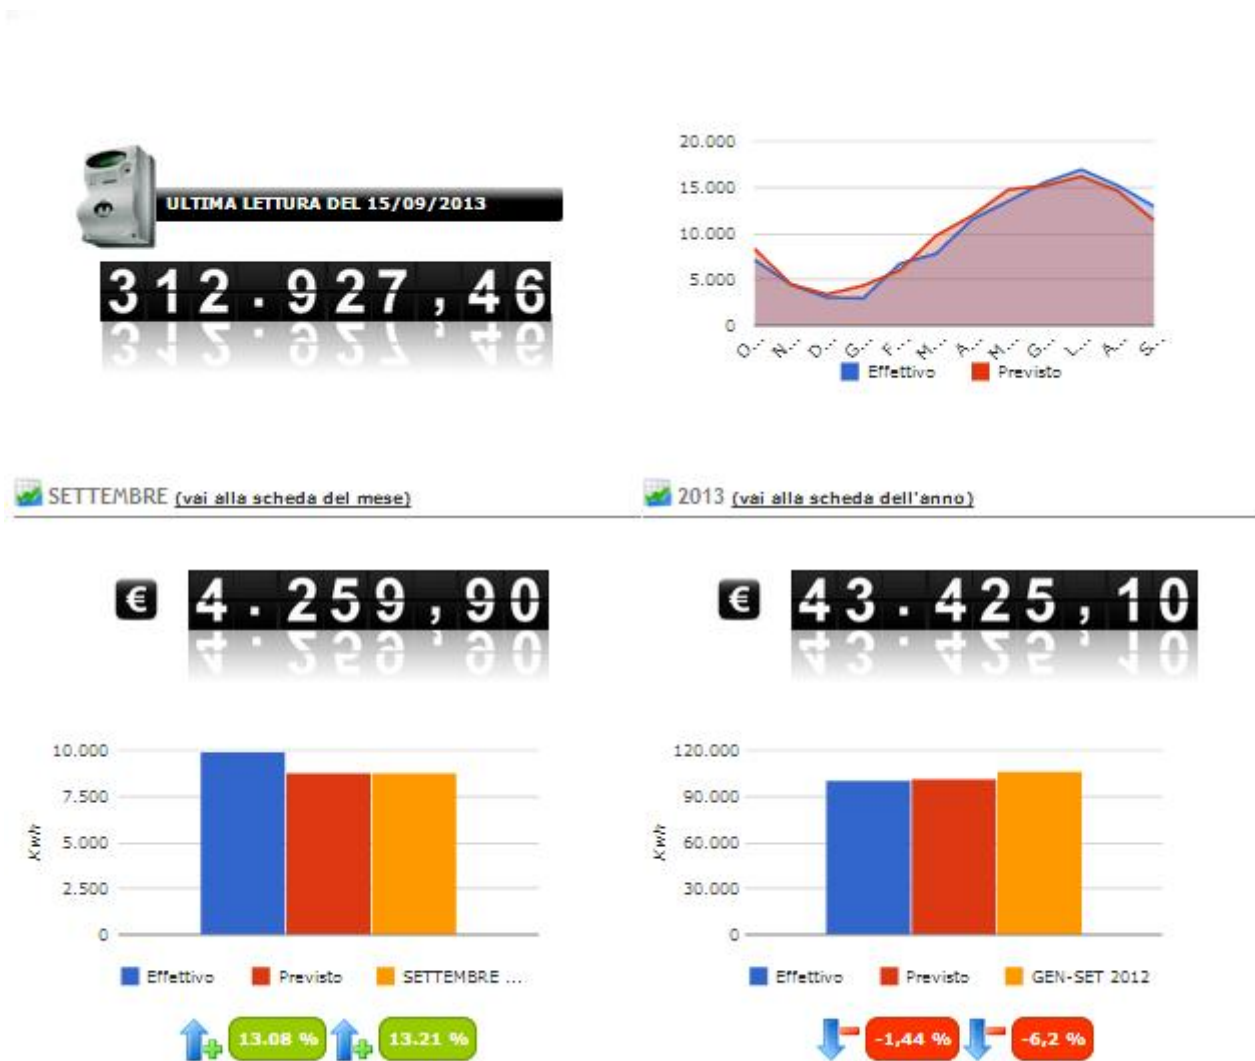 ULTIMA LETTURA DEL 15/09/2013
312.927,46
20.000
15.000
10.000
5.000
0
O... N... D... G... F... M... A... M... G... L... A... S...
Effettivo Previsto
SETTEMBRE (vai alla scheda del mese)
€ 4.259,90
10.000
7.500
5.000
2.500
0
Kwh
Effettivo Previsto SETTEMBRE ...
13.08 % 13.21 %
2013 (vai alla scheda dell'anno)
€ 43.425,10
120.000
90.000
60.000
30.000
0
Kwh
Effettivo Previsto GEN-SET 2012
-1,44 % -6,2 %